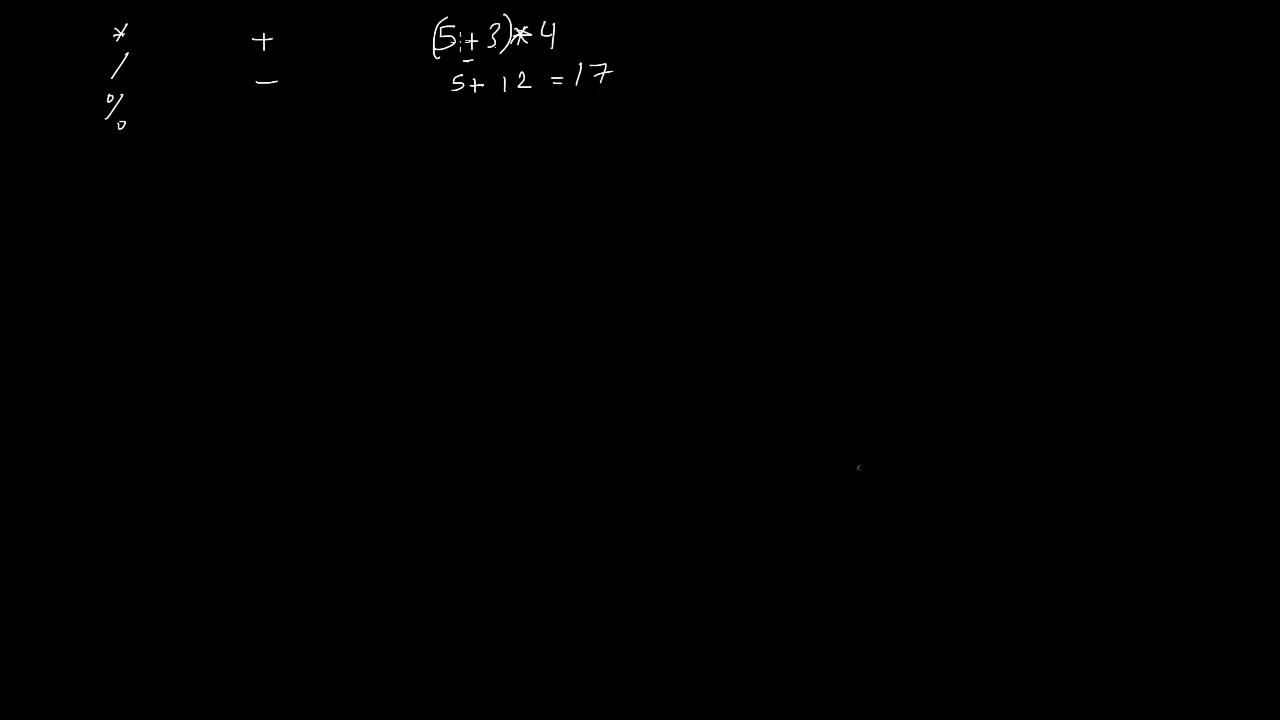 * + (5+3)*4
/ - 5+ 12 =17
%